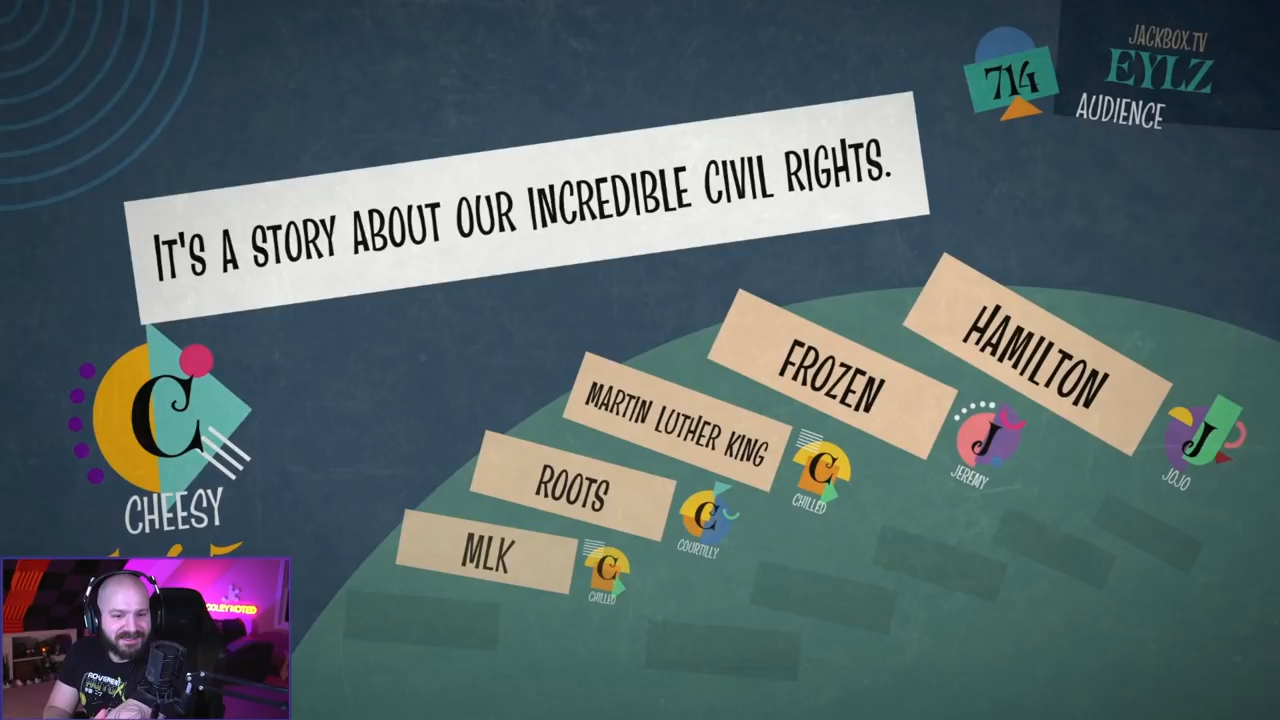 JACKBOX.TV
EYLZ
714
AUDIENCE
IT'S A STORY ABOUT OUR INCREDIBLE CIVIL RIGHTS.
HAMILTON
J
JOJO
FROZEN
J
JEREMY
MARTIN LUTHER KING
C
CHILLED
ROOTS
C
COURTILLY
MLK
C
CHILLED
C
CHEESY